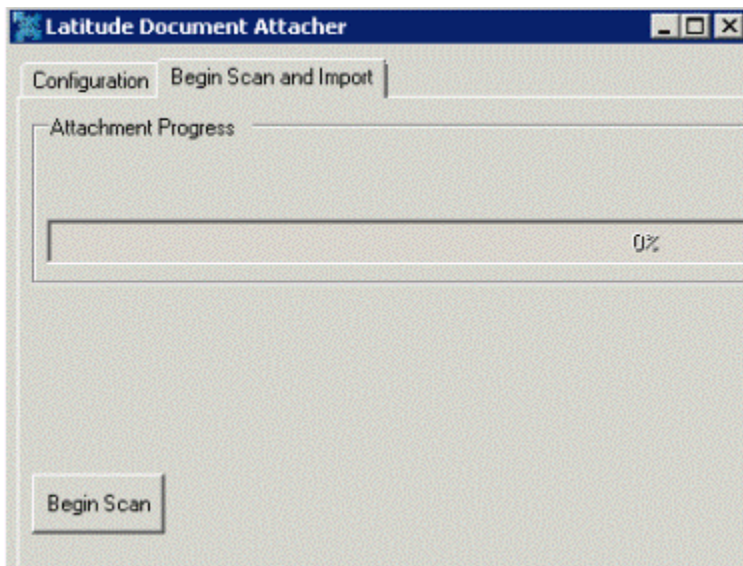 Latitude Document Attacher
Configuration Begin Scan and Import
Attachment Progress
0%
Begin Scan